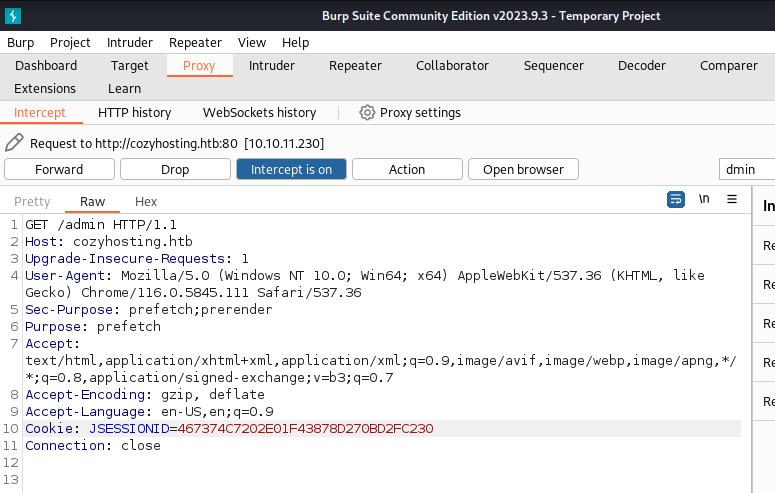 Burp Suite Community Edition v2023.9.3 - Temporary Project
Burp Project Intruder Repeater View Help
Dashboard Target Proxy Intruder Repeater Collaborator Sequencer Decoder Comparer
Extensions Learn
Intercept HTTP history WebSockets history Proxy settings
Request to http://cozyhosting.htb:80 [10.10.11.230]
Forward Drop Intercept is on Action Open browser dmin
Pretty Raw Hex \n In
1 GET /admin HTTP/1.1
2 Host: cozyhosting.htb
3 Upgrade-Insecure-Requests: 1
4 User-Agent: Mozilla/5.0 (Windows NT 10.0; Win64; x64) AppleWebKit/537.36 (KHTML, like
Gecko) Chrome/116.0.5845.111 Safari/537.36
5 Sec-Purpose: prefetch;prerender
6 Purpose: prefetch
7 Accept:
text/html,application/xhtml+xml,application/xml;q=0.9,image/avif,image/webp,image/apng,*/
*;q=0.8,application/signed-exchange;v=b3;q=0.7
8 Accept-Encoding: gzip, deflate
9 Accept-Language: en-US,en;q=0.9
10 Cookie: JSESSIONID=467374C7202E01F43878D270BD2FC230
11 Connection: close
12
13
Re
Re
Re
Re
Re